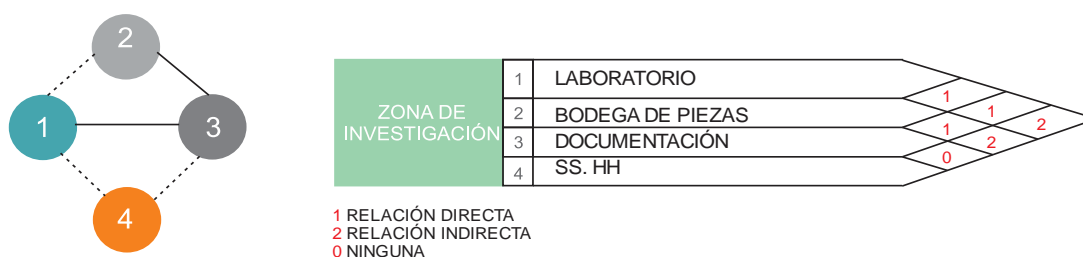 2
1
3
4
ZONA DE
INVESTIGACIÓN
1 LABORATORIO
2 BODEGA DE PIEZAS
3 DOCUMENTACIÓN
4 SS. HH
1
1
0
1
2
2
1 RELACIÓN DIRECTA
2 RELACIÓN INDIRECTA
0 NINGUNA